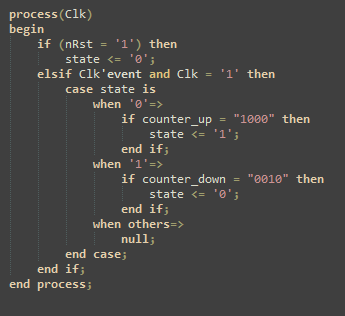 process(Clk)
begin
    if (nRst = '1') then
        state <= '0';
    elsif Clk'event and Clk = '1' then
        case state is
            when '0'=>
                if counter_up = "1000" then
                    state <= '1';
                end if;
            when '1'=>
                if counter_down = "0010" then
                    state <= '0';
                end if;
            when others=>
                null;
        end case;
    end if;
end process;